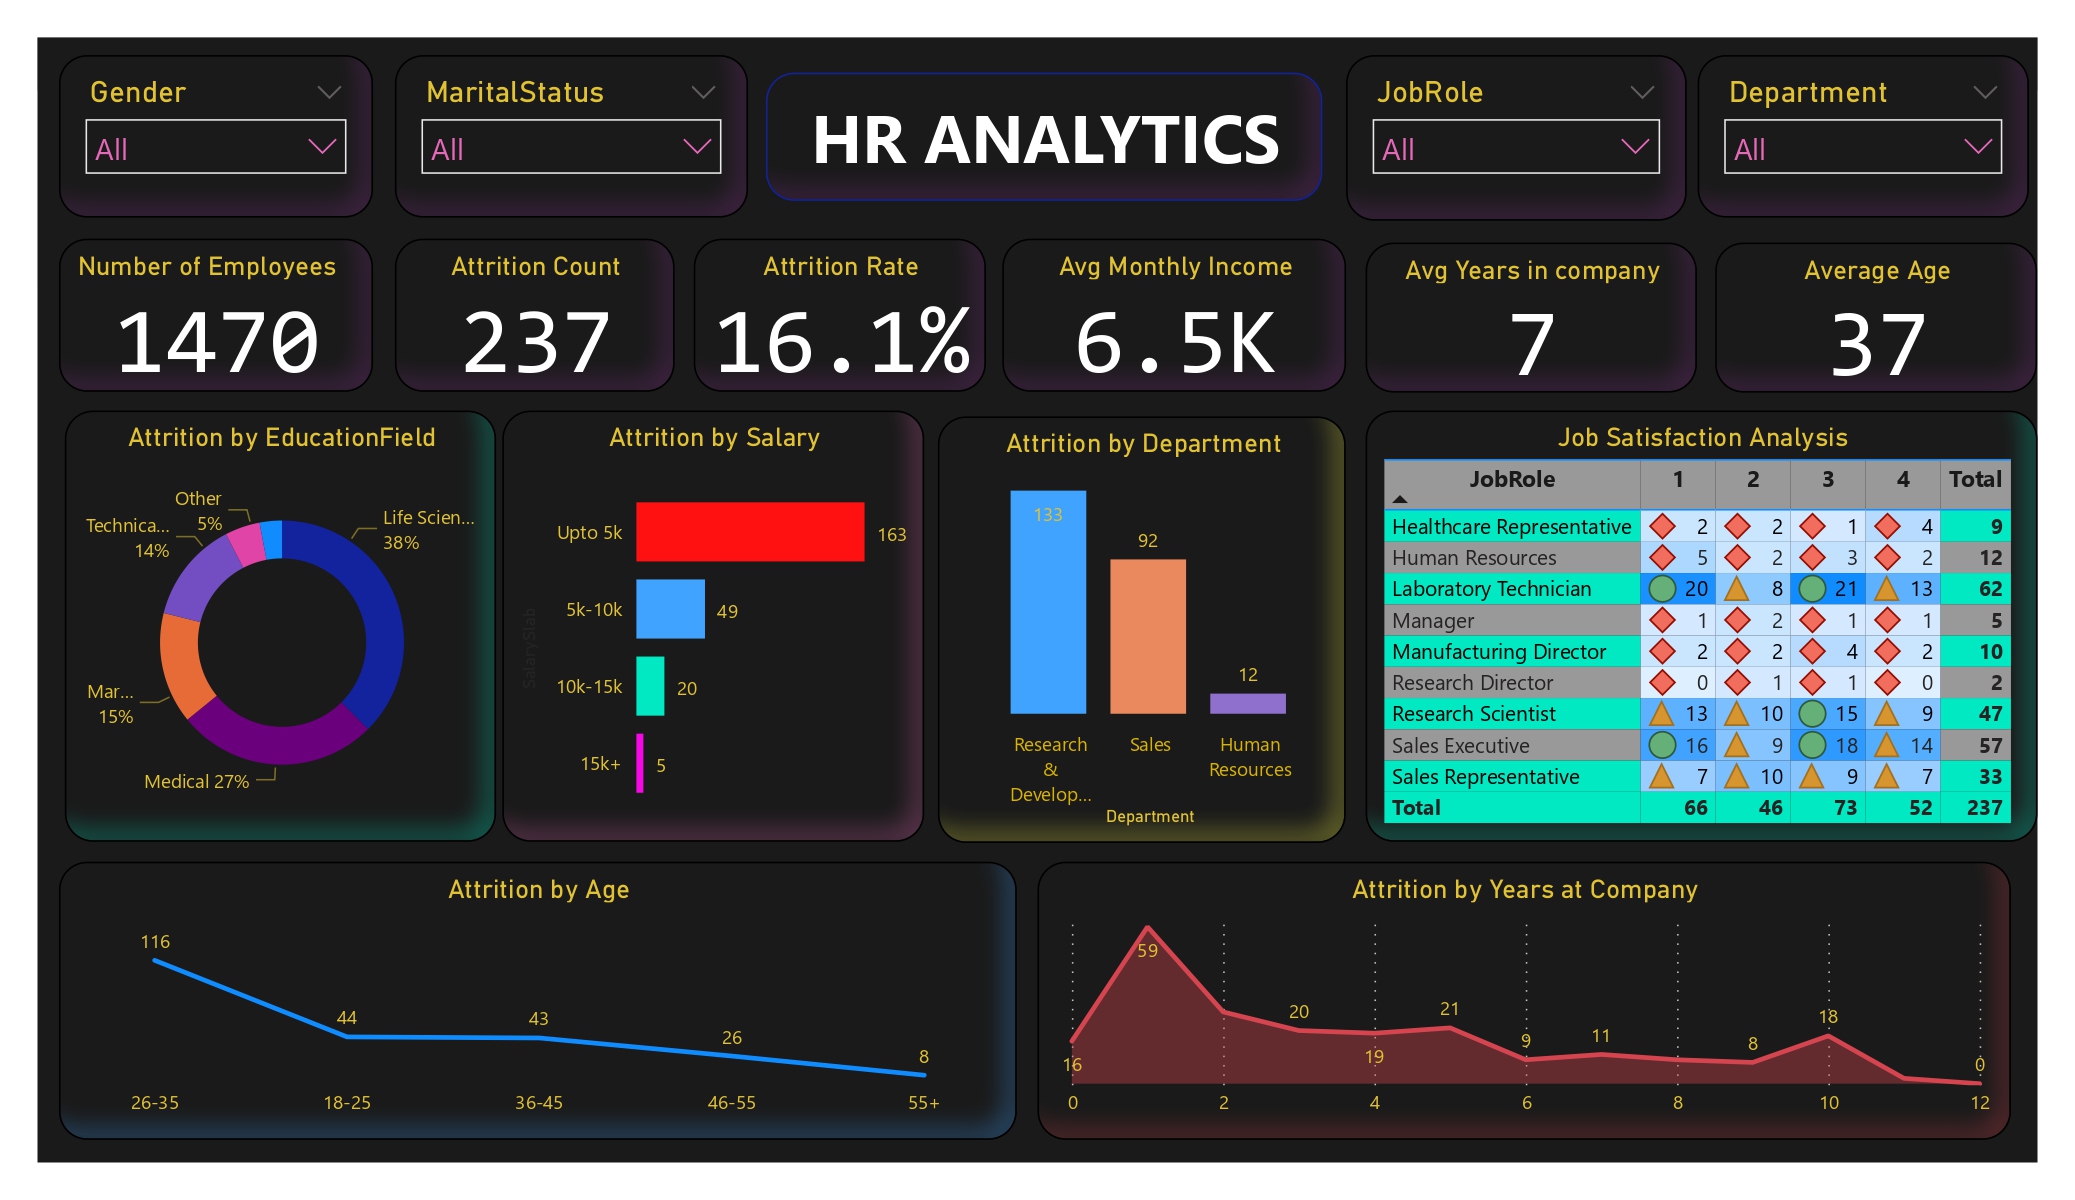 Gender
All
MaritalStatus
All
HR ANALYTICS
JobRole
All
Department
All
Number of Employees
1470
Attrition Count
237
Attrition Rate
16.1%
Avg Monthly Income
6.5K
Avg Years in company
7
Average Age
37
Attrition by EducationField
Other
5%
Life Scien...
38%
Technica...
14%
Mar...
15%
Medical 27%
Attrition by Salary
SalarySlab
Upto 5k 163
5k-10k 49
10k-15k 20
15k+ 5
Attrition by Department
133
92
12
Research
&
Develop...
Sales
Human
Resources
Department
Job Satisfaction Analysis
JobRole 1 2 3 4 Total
Healthcare Representative 2 2 1 4 9
Human Resources 5 2 3 2 12
Laboratory Technician 20 8 21 13 62
Manager 1 2 1 1 5
Manufacturing Director 2 2 4 2 10
Research Director 0 1 1 0 2
Research Scientist 13 10 15 9 47
Sales Executive 16 9 18 14 57
Sales Representative 7 10 9 7 33
Total 66 46 73 52 237
Attrition by Age
116
44
43
26
8
26-35 18-25 36-45 46-55 55+
Attrition by Years at Company
16
59
20
19
21
9
11
8
18
0
0 2 4 6 8 10 12